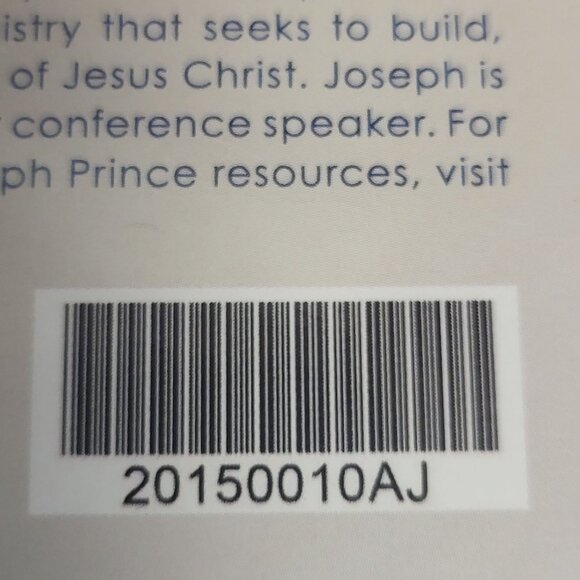 istry that seeks to build,
of Jesus Christ. Joseph is
conference speaker. For
ph Prince resources, visit
20150010AJ